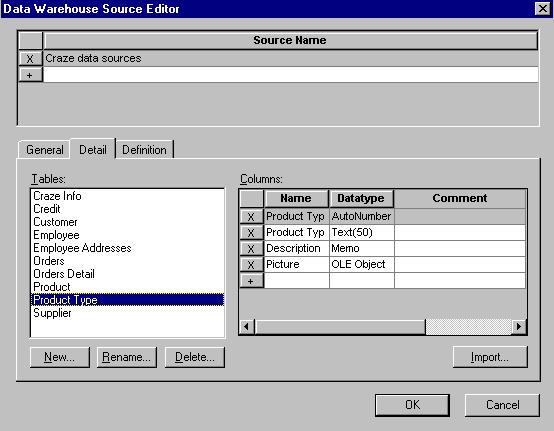 Data Warehouse Source Editor
Source Name
X Craze data sources
+
General Detail Definition
Tables:
Craze Info
Credit
Customer
Employee
Employee Addresses
Orders
Orders Detail
Product
Product Type
Supplier
New... Rename... Delete...
Columns:
Name Datatype Comment
X Product Typ AutoNumber
X Product Typ Text(50)
X Description Memo
X Picture OLE Object
+
Import...
OK Cancel